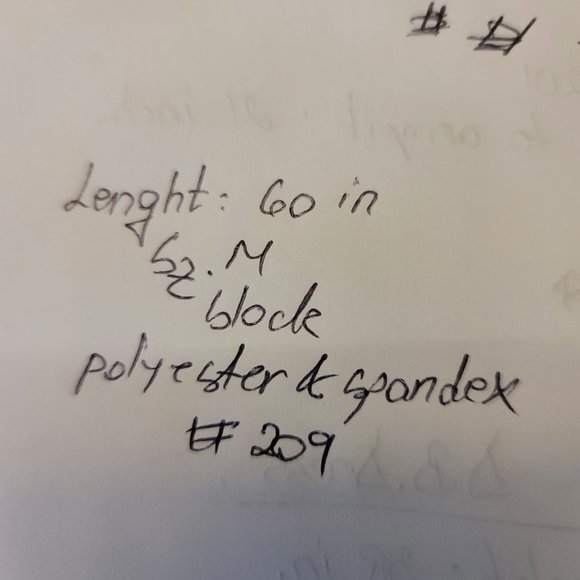 # #
Lenght: 60 in
Sz. M
block
polyester & spandex
# 209